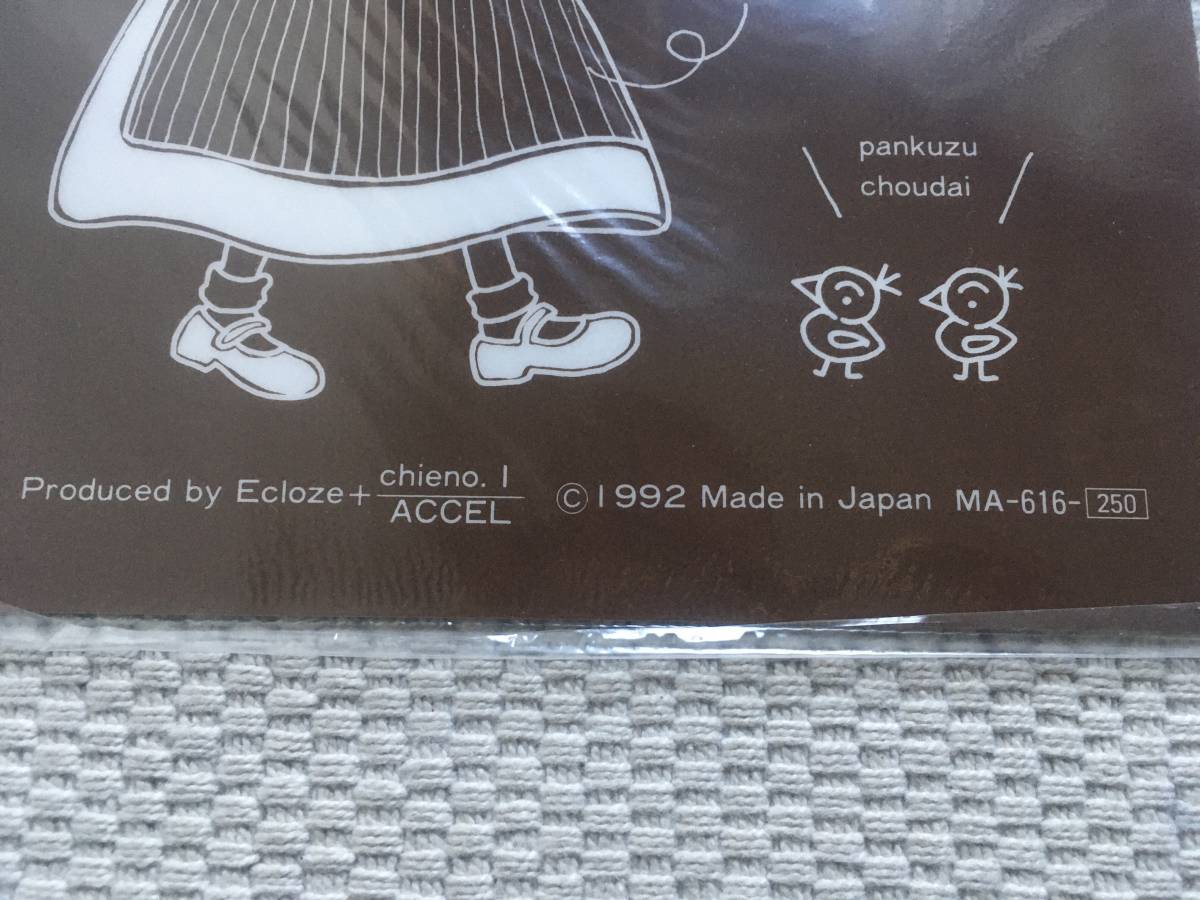 pankuzu
choudai
Produced by Ecloze+ chieno. I
ACCEL
©1992 Made in Japan MA-616-250